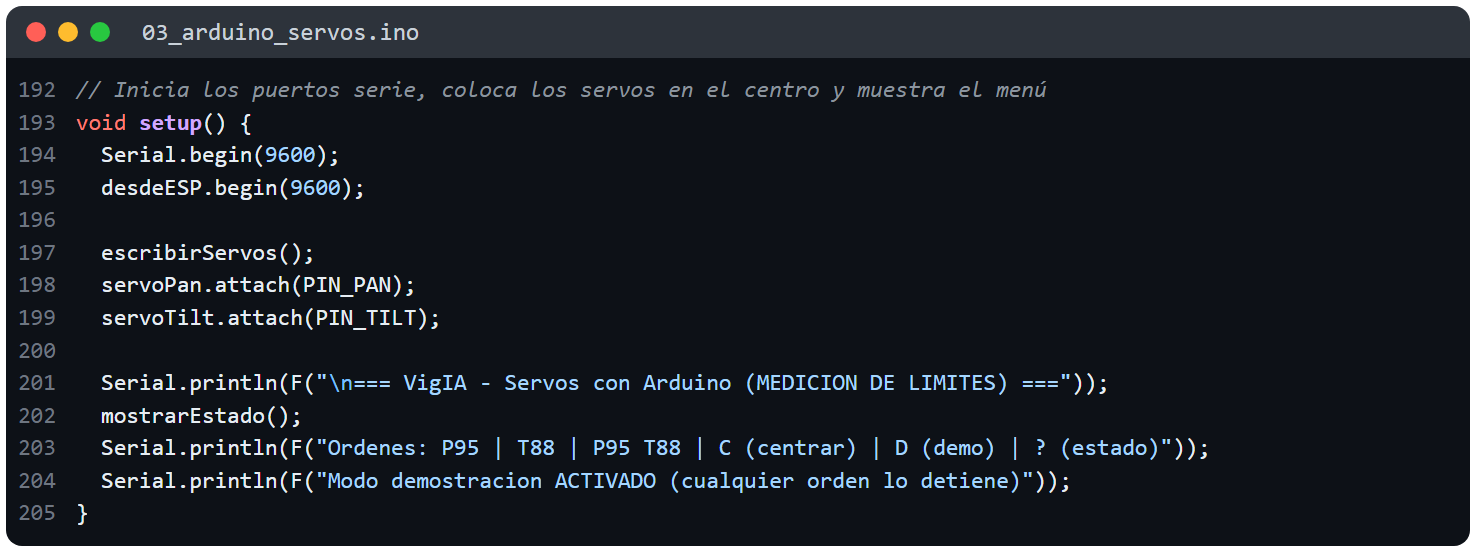 03_arduino_servos.ino
192 // Inicia los puertos serie, coloca los servos en el centro y muestra el menú
193 void setup() {
194   Serial.begin(9600);
195   desdeESP.begin(9600);
196
197   escribirServos();
198   servoPan.attach(PIN_PAN);
199   servoTilt.attach(PIN_TILT);
200
201   Serial.println(F("\n=== VigIA - Servos con Arduino (MEDICION DE LIMITES) ==="));
202   mostrarEstado();
203   Serial.println(F("Ordenes: P95 | T88 | P95 T88 | C (centrar) | D (demo) | ? (estado)"));
204   Serial.println(F("Modo demostracion ACTIVADO (cualquier orden lo detiene)"));
205 }